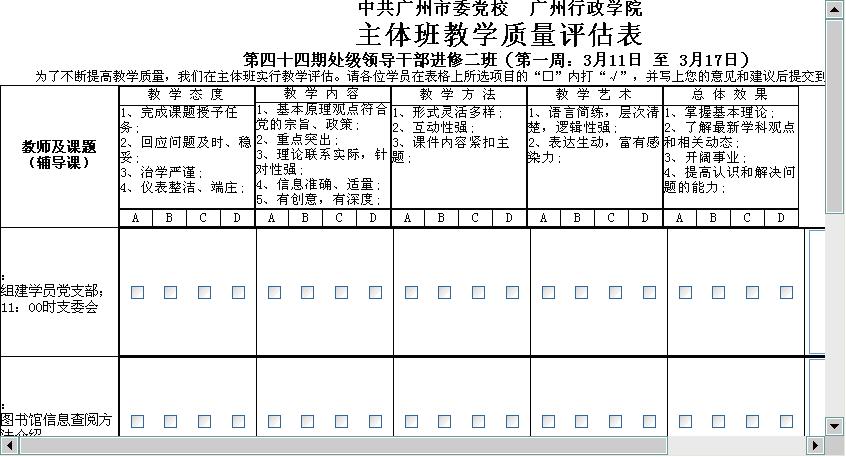 中共广州市委党校　广州行政学院
主体班教学质量评估表
第四十四期处级领导干部进修二班（第一周：3月11日 至 3月17日）
为了不断提高教学质量，我们在主体班实行教学评估。请各位学员在表格上所选项目的“口”内打“√”，并写上您的意见和建议后提交到
教师及课题
（辅导课）
教 学 态 度
1、完成课题授予任
务；
2、回应问题及时、稳
妥；
3、治学严谨；
4、仪表整洁、端庄；
教 学 内 容
1、基本原理观点符合
党的宗旨、政策；
2、重点突出；
3、理论联系实际，针
对性强；
4、信息准确、适量；
5、有创意，有深度；
教 学 方 法
1、形式灵活多样；
2、互动性强；
3、课件内容紧扣主
题；
教 学 艺 术
1、语言简练，层次清
楚，逻辑性强；
2、表达生动，富有感
染力；
总 体 效 果
1、掌握基本理论；
2、了解最新学科观点
和相关动态；
3、开阔事业；
4、提高认识和解决问
题的能力；
A B C D A B C D A B C D A B C D A B C D
：
组建学员党支部；
11：00时支委会
：
图书馆信息查阅方
法介绍